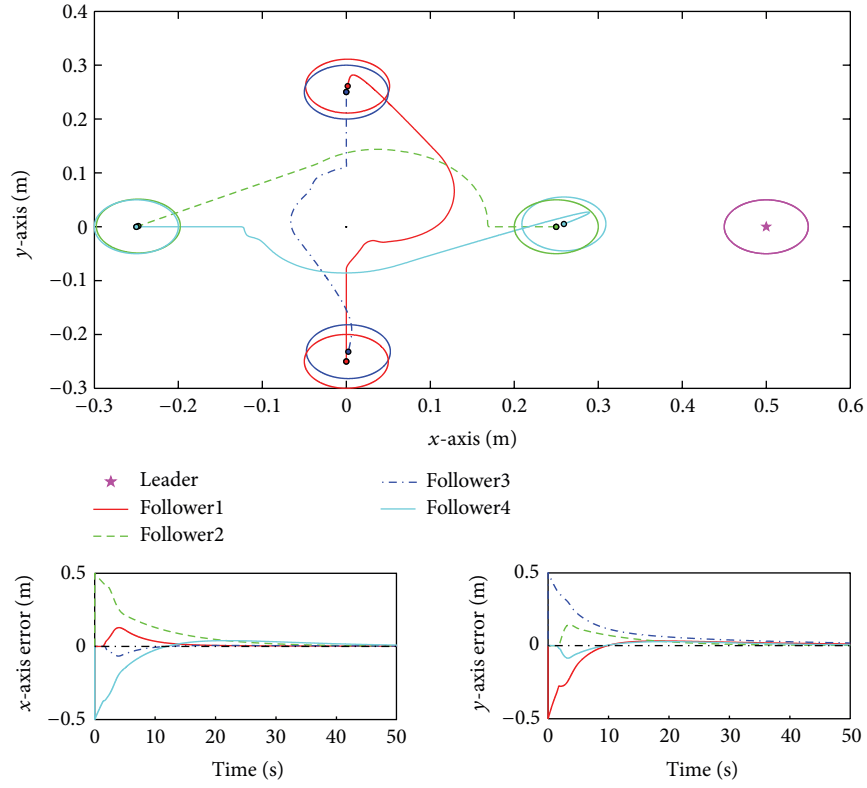 0.4
0.3
0.2
0.1
0
−0.1
−0.2
−0.3
y-axis (m)
−0.3 −0.2 −0.1 0 0.1 0.2 0.3 0.4 0.5 0.6
x-axis (m)
Leader
Follower1
Follower2
Follower3
Follower4
0.5
0
−0.5
x-axis error (m)
0 10 20 30 40 50
Time (s)
0.5
0
−0.5
y-axis error (m)
0 10 20 30 40 50
Time (s)